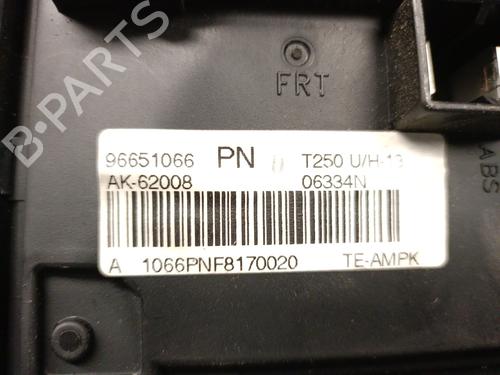 FRT
ABS
96651066 PN T250 U/H-13
AK-62008 06334N
A 1066PNF8170020 TE-AMPK
B-PARTS